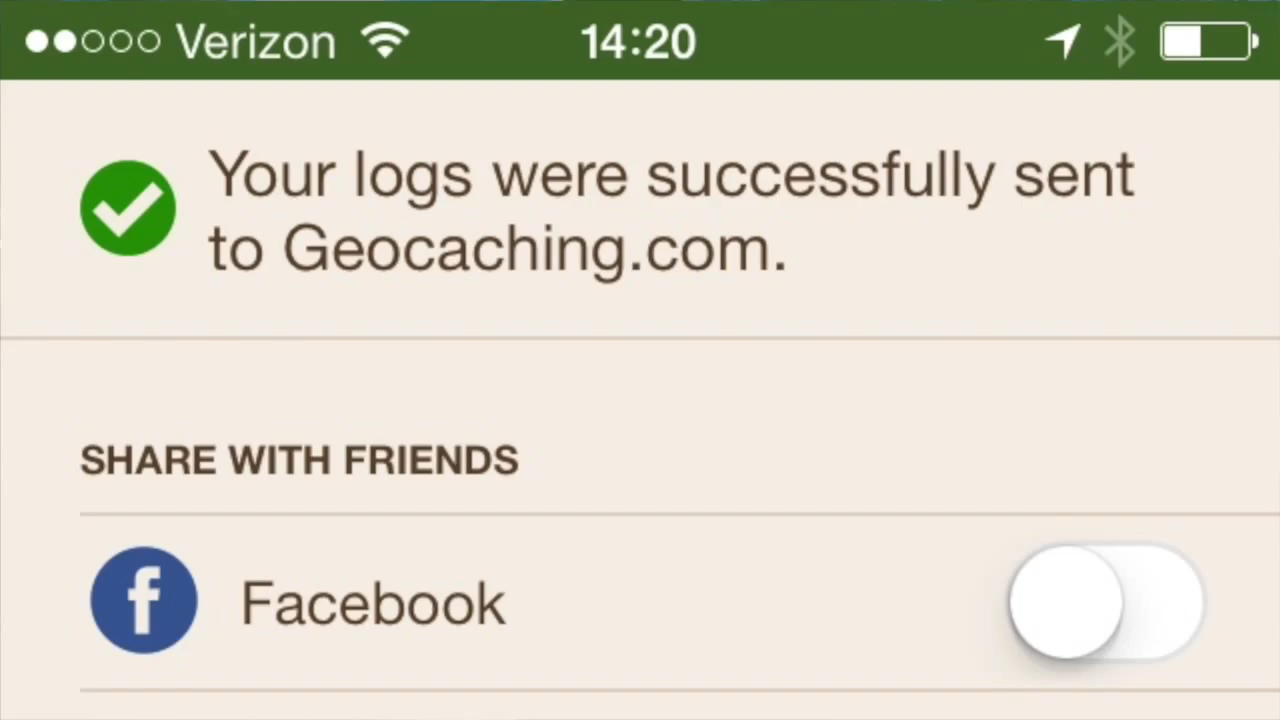 Verizon 14:20
Your logs were successfully sent
to Geocaching.com.
SHARE WITH FRIENDS
f Facebook